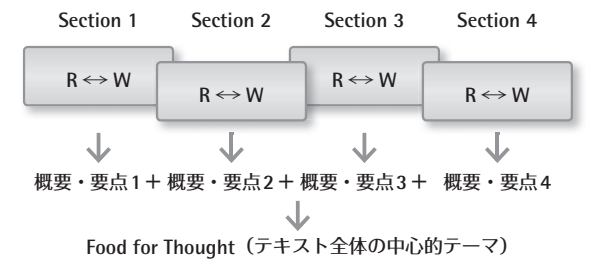 Section 1 Section 2 Section 3 Section 4
R ↔ W R ↔ W R ↔ W R ↔ W
概要・要点1＋概要・要点2＋概要・要点3＋ 概要・要点4
Food for Thought（テキスト全体の中心的テーマ）